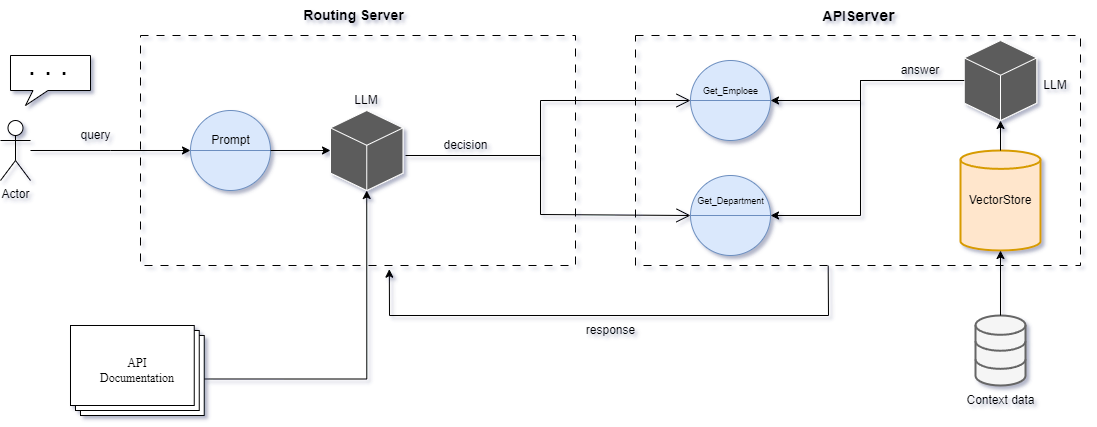 Routing Server
APIServer
. . .
answer
LLM
Get_Emploee
LLM
query
Prompt
decision
Actor
Get_Department
VectorStore
response
API
Documentation
Context data